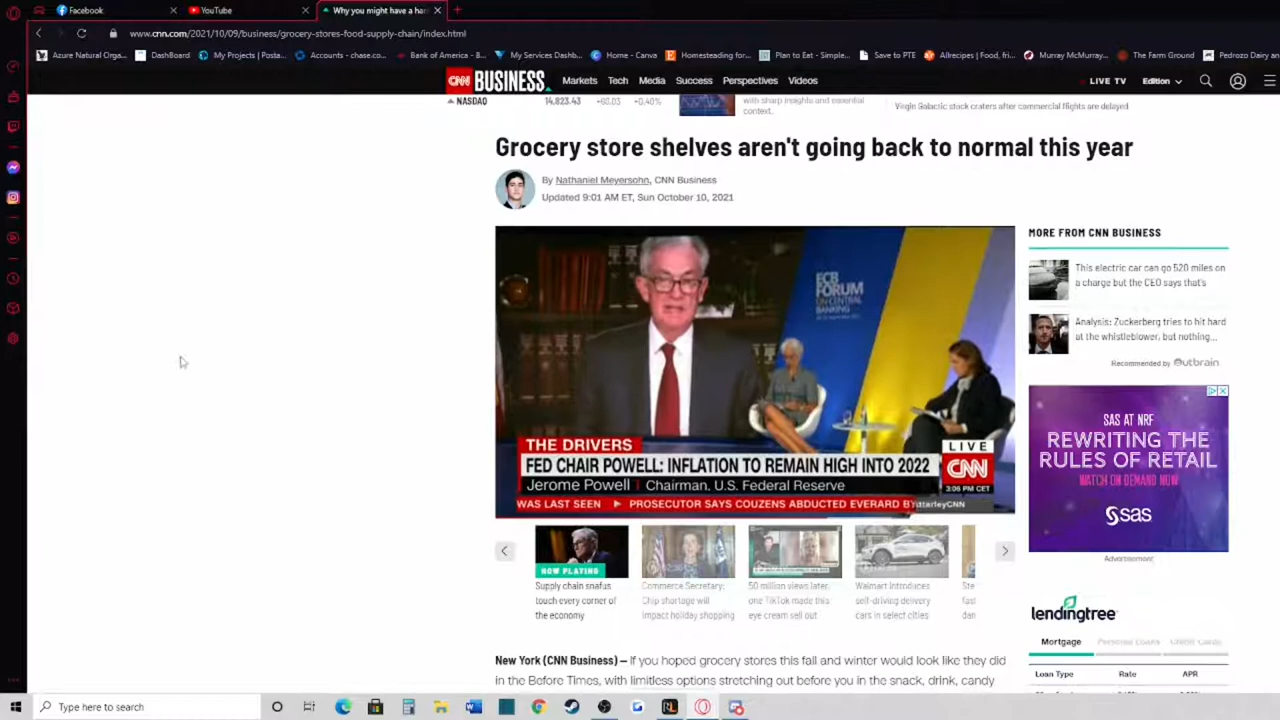 Facebook
YouTube
Why you might have a har
www.cnn.com/2021/10/09/business/grocery-stores-food-supply-chain/index.html
Azure Natural Orga...
DashBoard
My Projects | Posta...
Accounts - chase.co...
Bank of America - B...
My Services Dashb...
Home - Canva
Homesteading for...
Plan to Eat - Simple...
Save to PTE
Allrecipes | Food, fri...
Murray McMurray...
The Farm Ground
Pedrozo Dairy an
CNN BUSINESS
Markets
Tech
Media
Success
Perspectives
Videos
LIVE TV
Edition
NASDAQ
14,823.43
+0.40%
with sharp insights and essential
context.
Virgin Galactic stock craters after commercial flights are delayed
Grocery store shelves aren't going back to normal this year
By Nathaniel Meyersohn, CNN Business
Updated 9:01 AM ET, Sun October 10, 2021
ECB
FORUM
ON CENTRAL
BANKING
THE DRIVERS
FED CHAIR POWELL: INFLATION TO REMAIN HIGH INTO 2022
Jerome Powell | Chairman, U.S. Federal Reserve
WAS LAST SEEN ▶ PROSECUTOR SAYS COUZENS ABDUCTED EVERARD BY
LIVE
CNN
3:06 PM CET
NOW PLAYING
Supply chain snafus
touch every corner of
the economy
Commerce Secretary:
Chip shortage will
impact holiday shopping
50 million views later,
one TikTok made this
eye cream sell out
Walmart introduces
self-driving delivery
cars in select cities
Ste
fast
dan
New York (CNN Business) — If you hoped grocery stores this fall and winter would look like they did
in the Before Times, with limitless options stretching out before you in the snack, drink, candy
MORE FROM CNN BUSINESS
This electric car can go 520 miles on
a charge but the CEO says that's
Analysis: Zuckerberg tries to hit hard
at the whistleblower, but nothing...
Recommended by Outbrain
SAS AT NRF
REWRITING THE
RULES OF RETAIL
WATCH ON DEMAND NOW
sas
Advertisement
lendingtree
Mortgage
Personal Loans
Credit Cards
Loan Type
Rate
APR
Type here to search